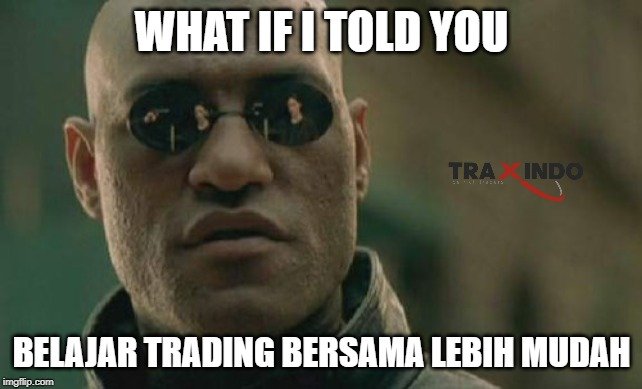 WHAT IF I TOLD YOU
TRAXINDO
BELAJAR TRADING BERSAMA LEBIH MUDAH
imgflip.com